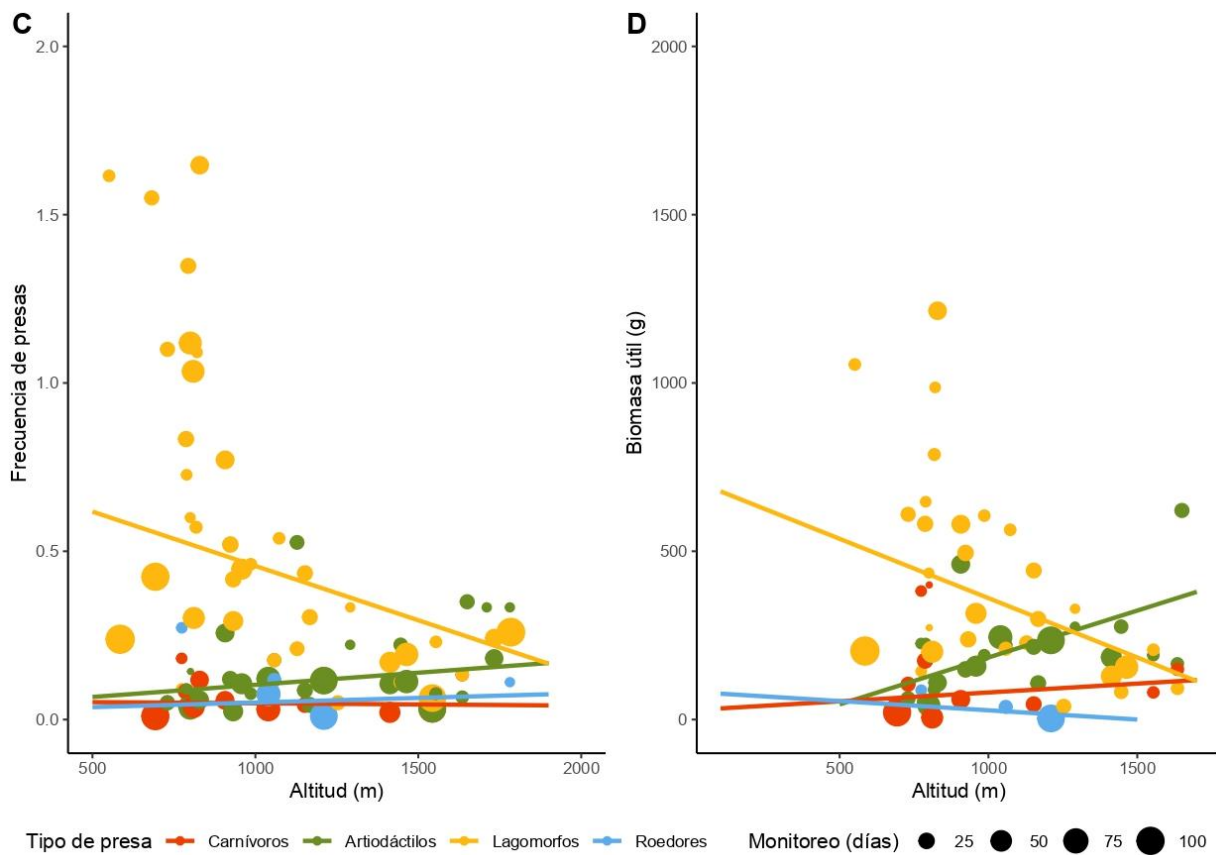 C
2.0
1.5
1.0
0.5
0.0
Frecuencia de presas
500
1000
1500
2000
Altitud (m)
D
2000
1500
1000
500
0
Biomasa útil (g)
500
1000
1500
Altitud (m)
Tipo de presa
Carnívoros
Artiodáctilos
Lagomorfos
Roedores
Monitoreo (días)
25
50
75
100